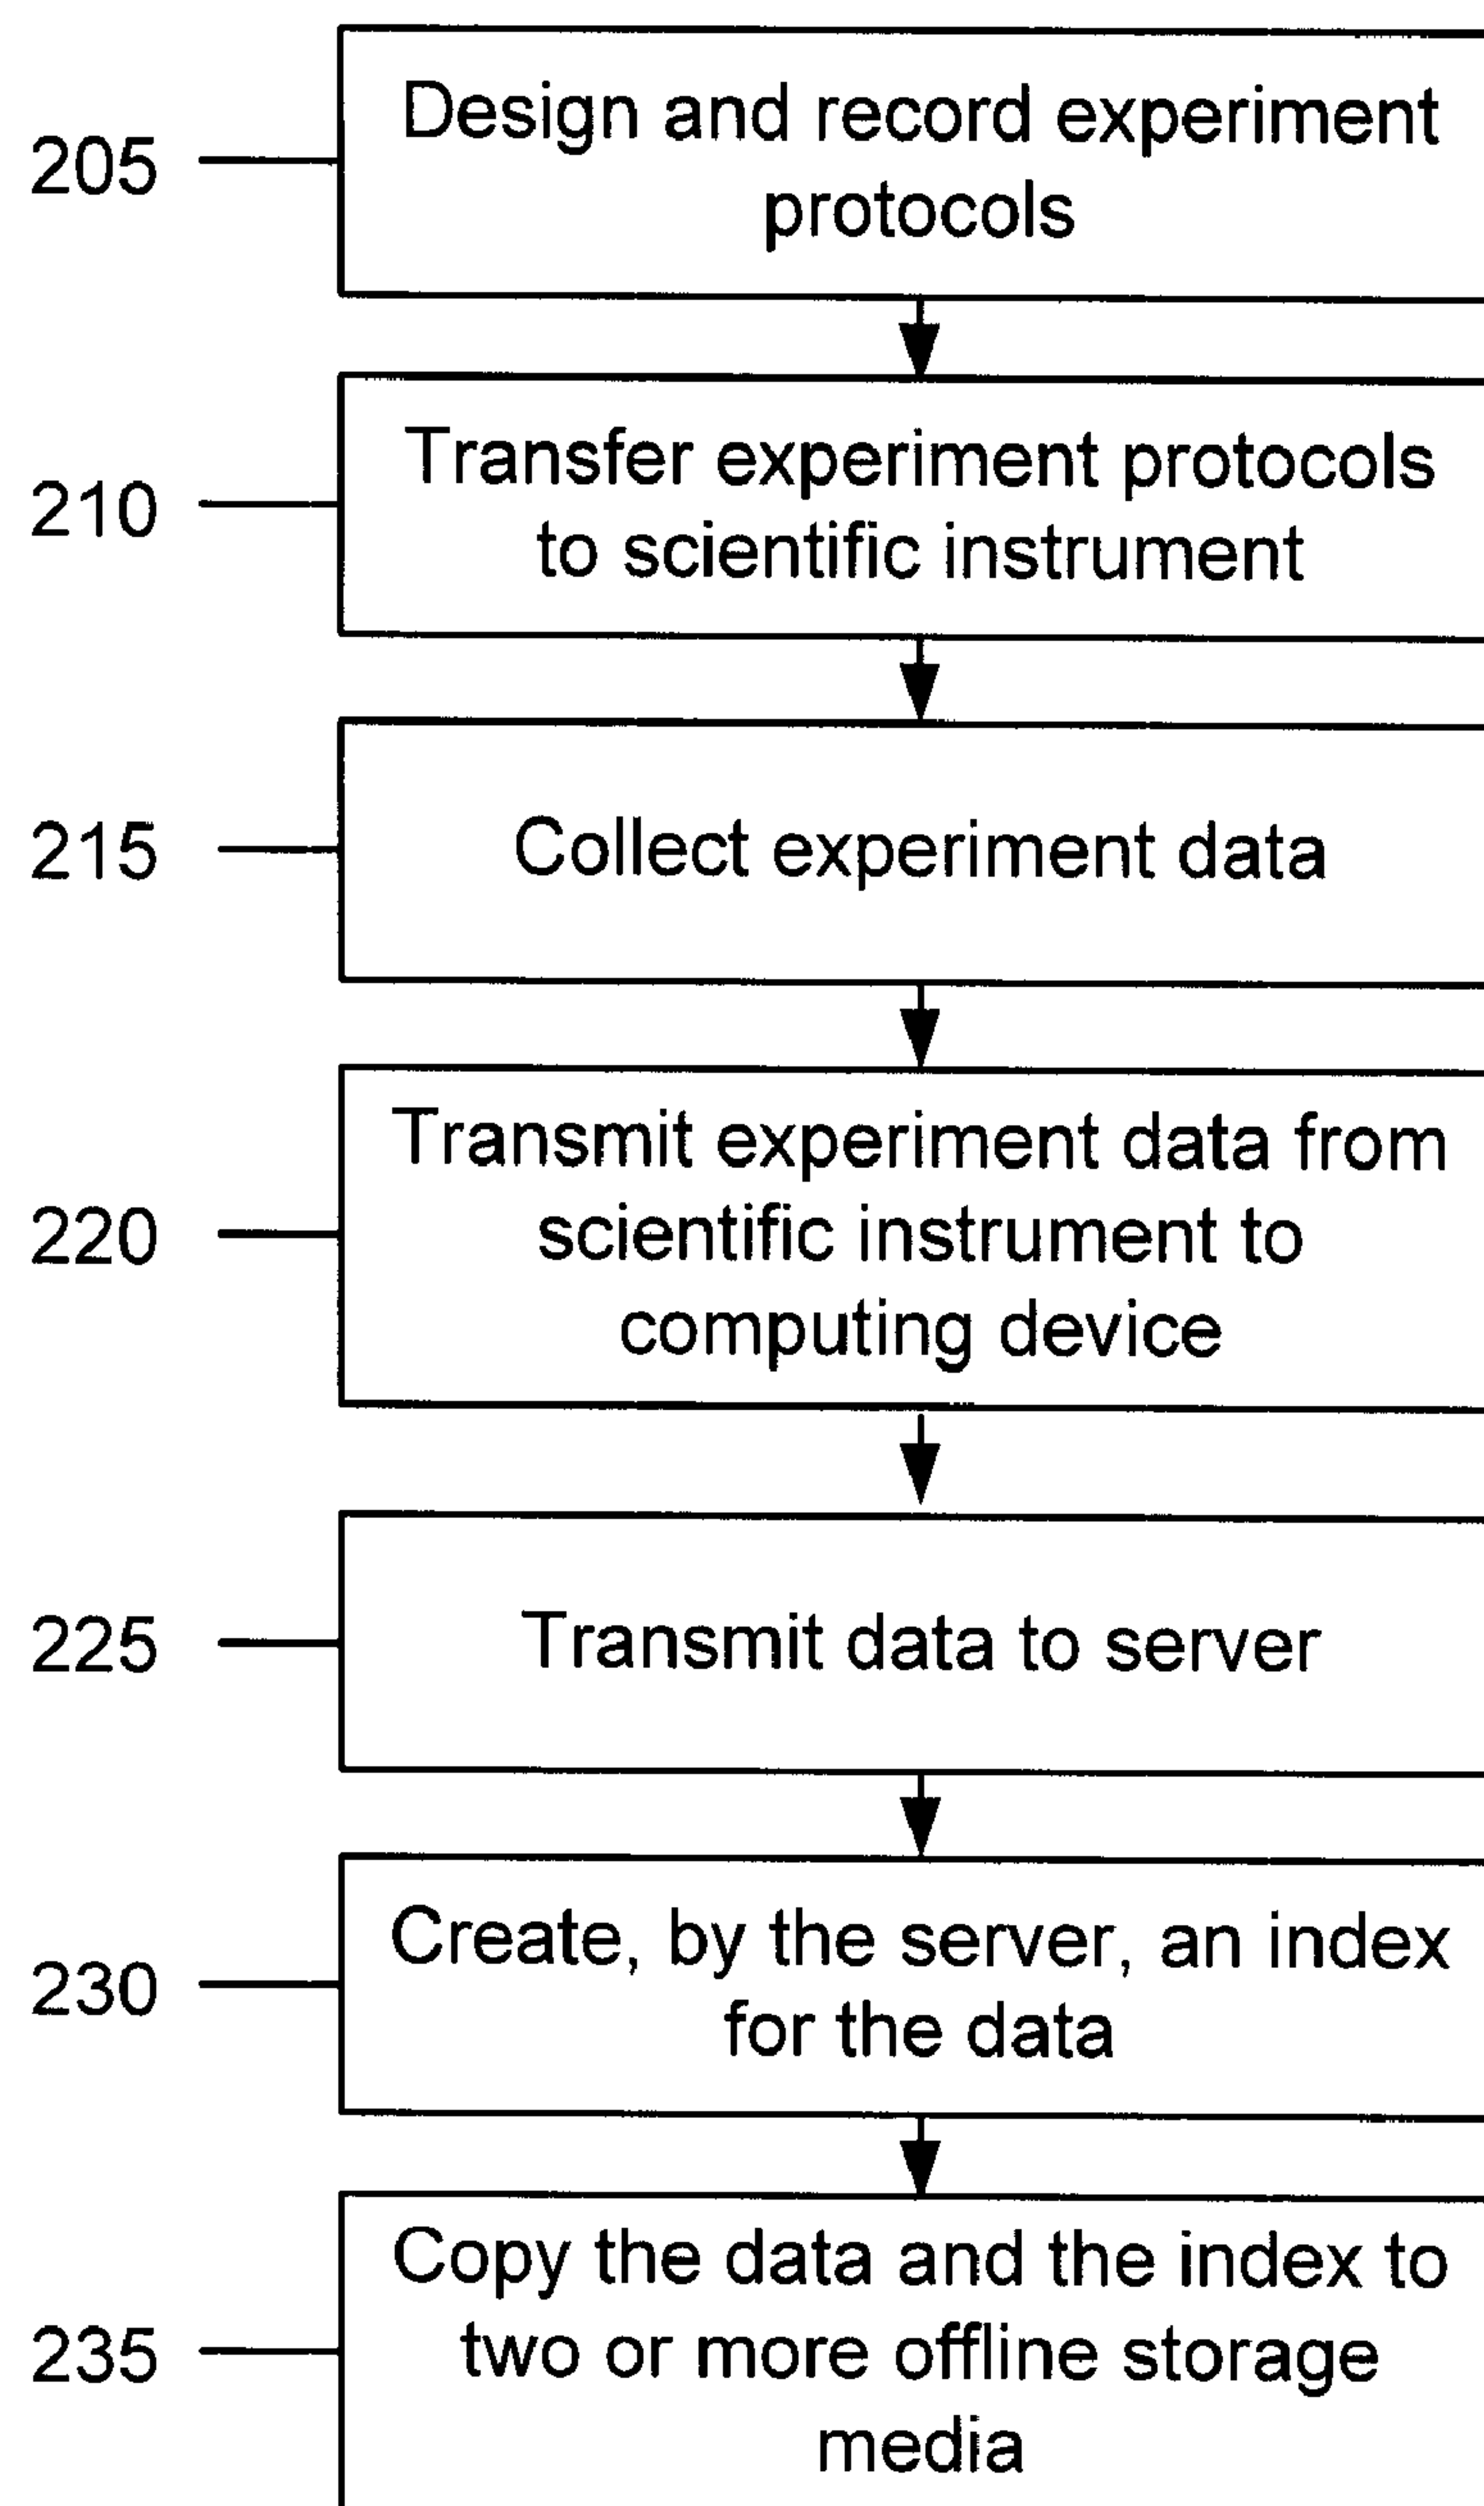 205
Design and record experiment
protocols
210
Transfer experiment protocols
to scientific instrument
215
Collect experiment data
220
Transmit experiment data from
scientific instrument to
computing device
225
Transmit data to server
230
Create, by the server, an index
for the data
235
Copy the data and the index to
two or more offline storage
media